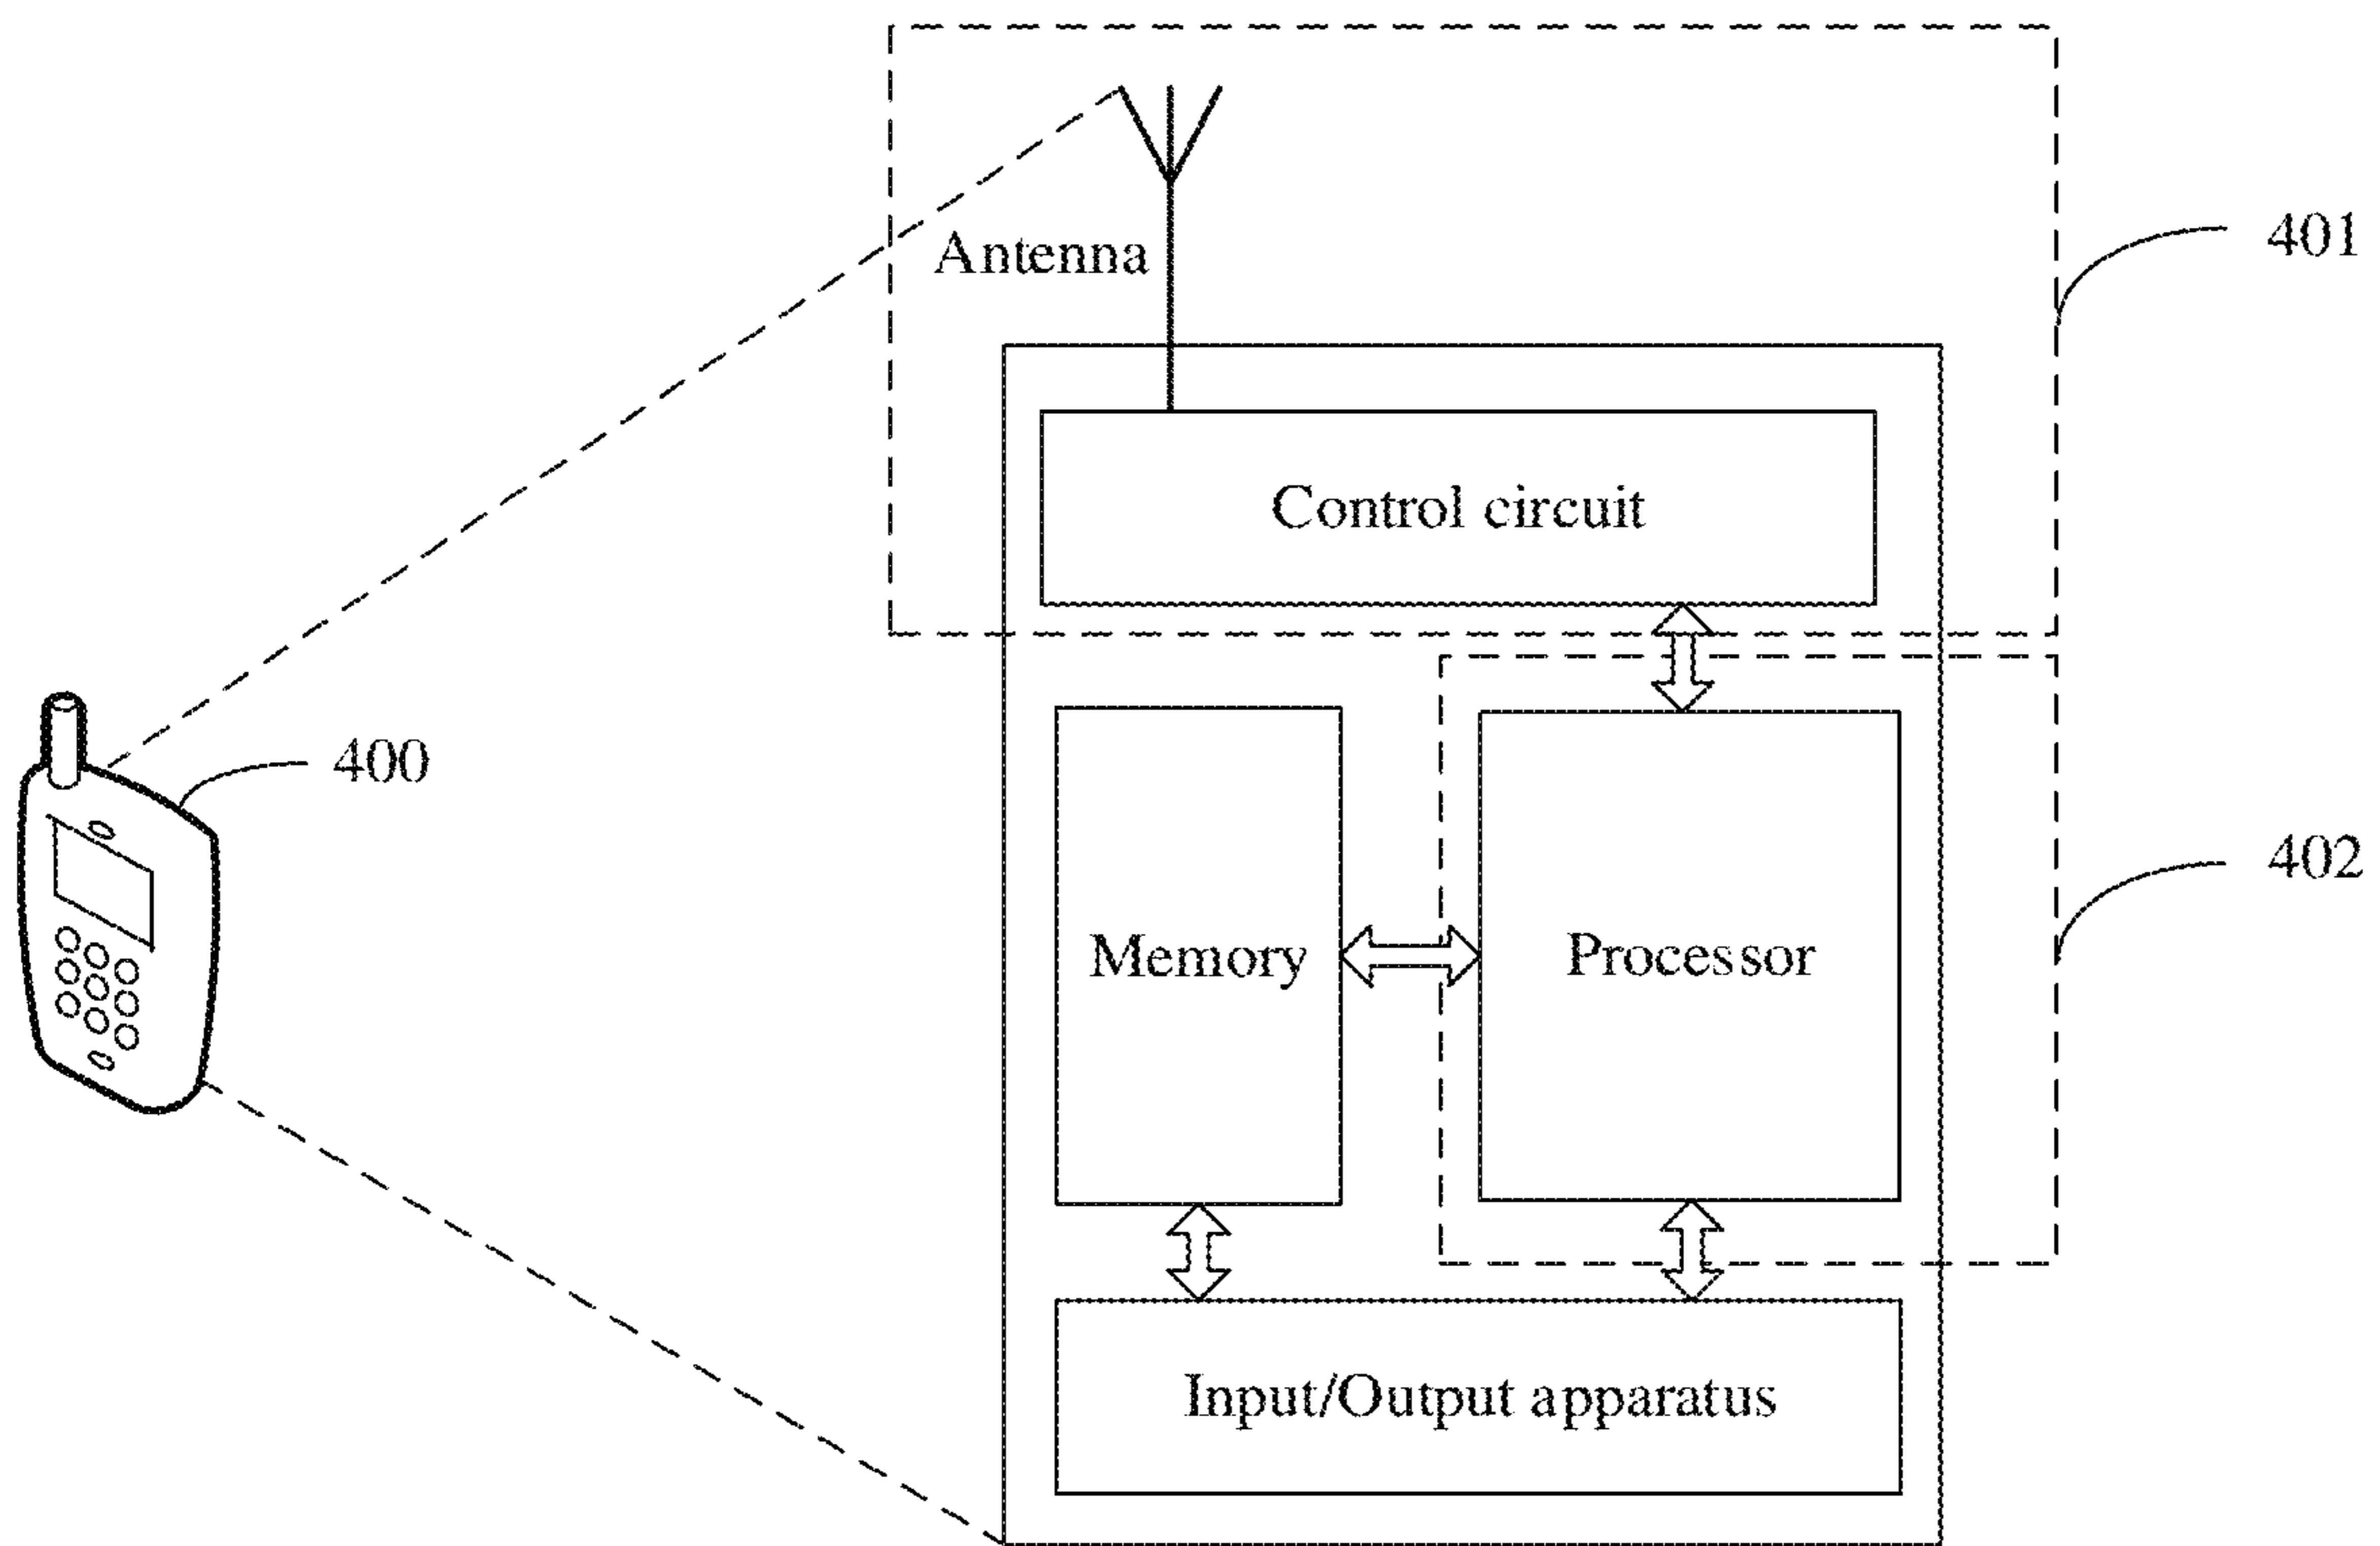 401
Antenna
Control circuit
400
402
Memory
Processor
Input/Output apparatus